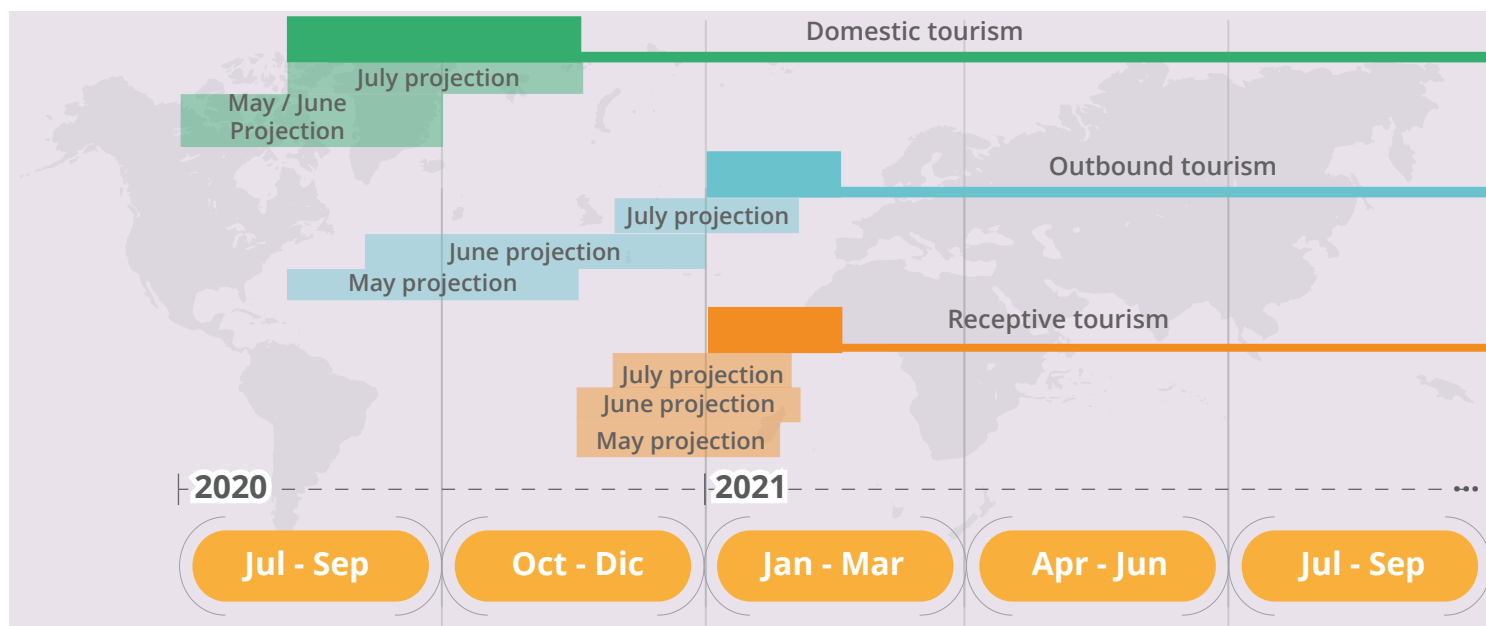 Domestic tourism
July projection
May / June
Projection
Outbound tourism
July projection
June projection
May projection
Receptive tourism
July projection
June projection
May projection
2020
2021
Jul - Sep
Oct - Dic
Jan - Mar
Apr - Jun
Jul - Sep